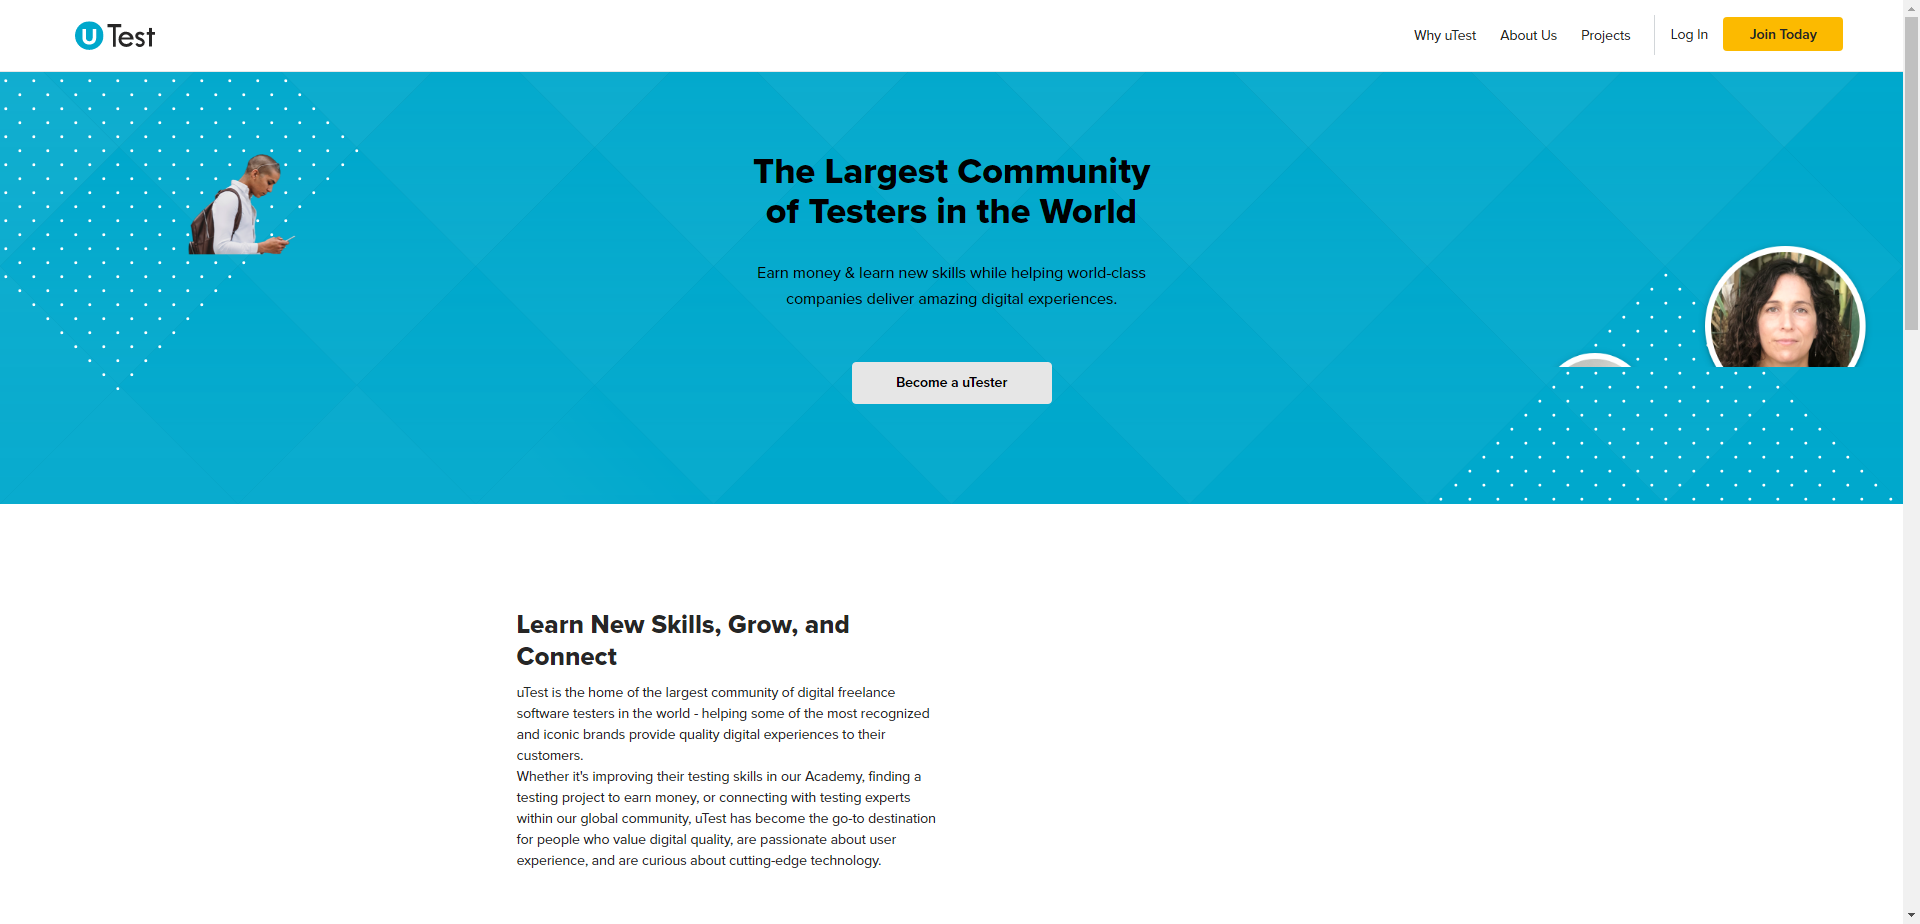 uTest
Why uTest
About Us
Projects
Log In
Join Today
The Largest Community
of Testers in the World
Earn money & learn new skills while helping world-class
companies deliver amazing digital experiences.
Become a uTester
Learn New Skills, Grow, and
Connect
uTest is the home of the largest community of digital freelance
software testers in the world - helping some of the most recognized
and iconic brands provide quality digital experiences to their
customers.
Whether it's improving their testing skills in our Academy, finding a
testing project to earn money, or connecting with testing experts
within our global community, uTest has become the go-to destination
for people who value digital quality, are passionate about user
experience, and are curious about cutting-edge technology.